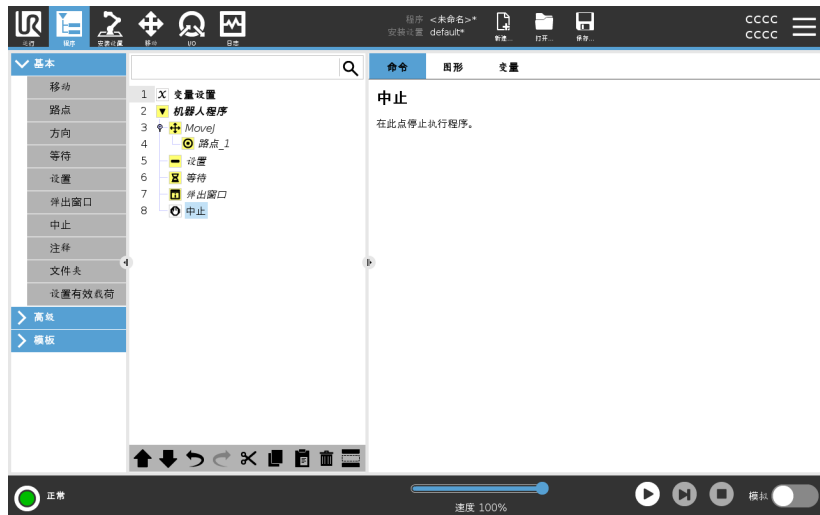 UR
运行 程序 安装设置 移动 I/O 日志
程序 <未命名>*
安装设置 default*
新建... 打开... 保存...
CCCC
CCCC
基本
移动
路点
方向
等待
设置
弹出窗口
中止
注释
文件夹
设置有效载荷
高级
模板
1 X 变量设置
2 机器人程序
3 MoveJ
4 路点_1
5 设置
6 等待
7 弹出窗口
8 中止
命令 图形 变量
中止
在此点停止执行程序。
正常
速度 100%
模拟